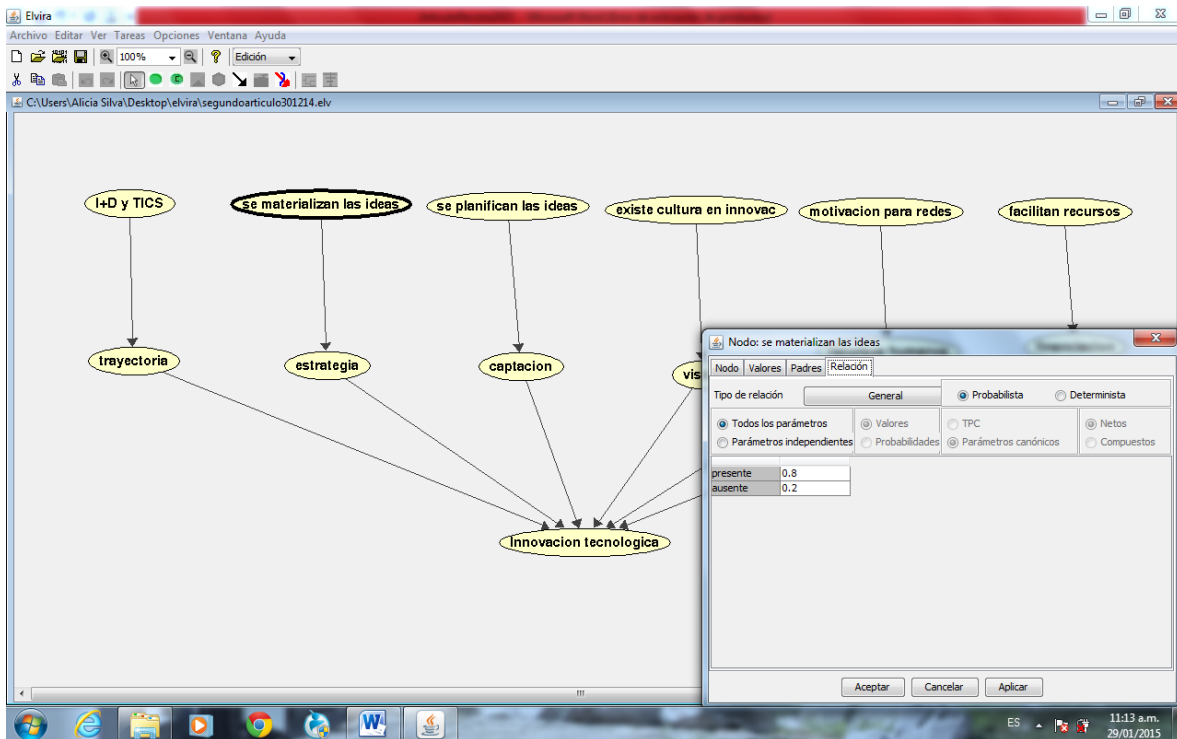 Elvira
Archivo Editar Ver Tareas Opciones Ventana Ayuda
100%
Edición
C:\Users\Alicia Silva\Desktop\elvira\segundoarticulo301214.elv
I+D y TICS
se materializan las ideas
se planifican las ideas
existe cultura en innovac
motivacion para redes
facilitan recursos
trayectoria
estrategia
captacion
vis
Innovacion tecnologica
Nodo: se materializan las ideas
Nodo Valores Padres Relación
Tipo de relación General Probabilista Determinista
Todos los parámetros Valores TPC Netos
Parámetros independientes Probabilidades Parámetros canónicos Compuestos
presente 0.8
ausente 0.2
Aceptar Cancelar Aplicar
ES 11:13 a.m.
29/01/2015